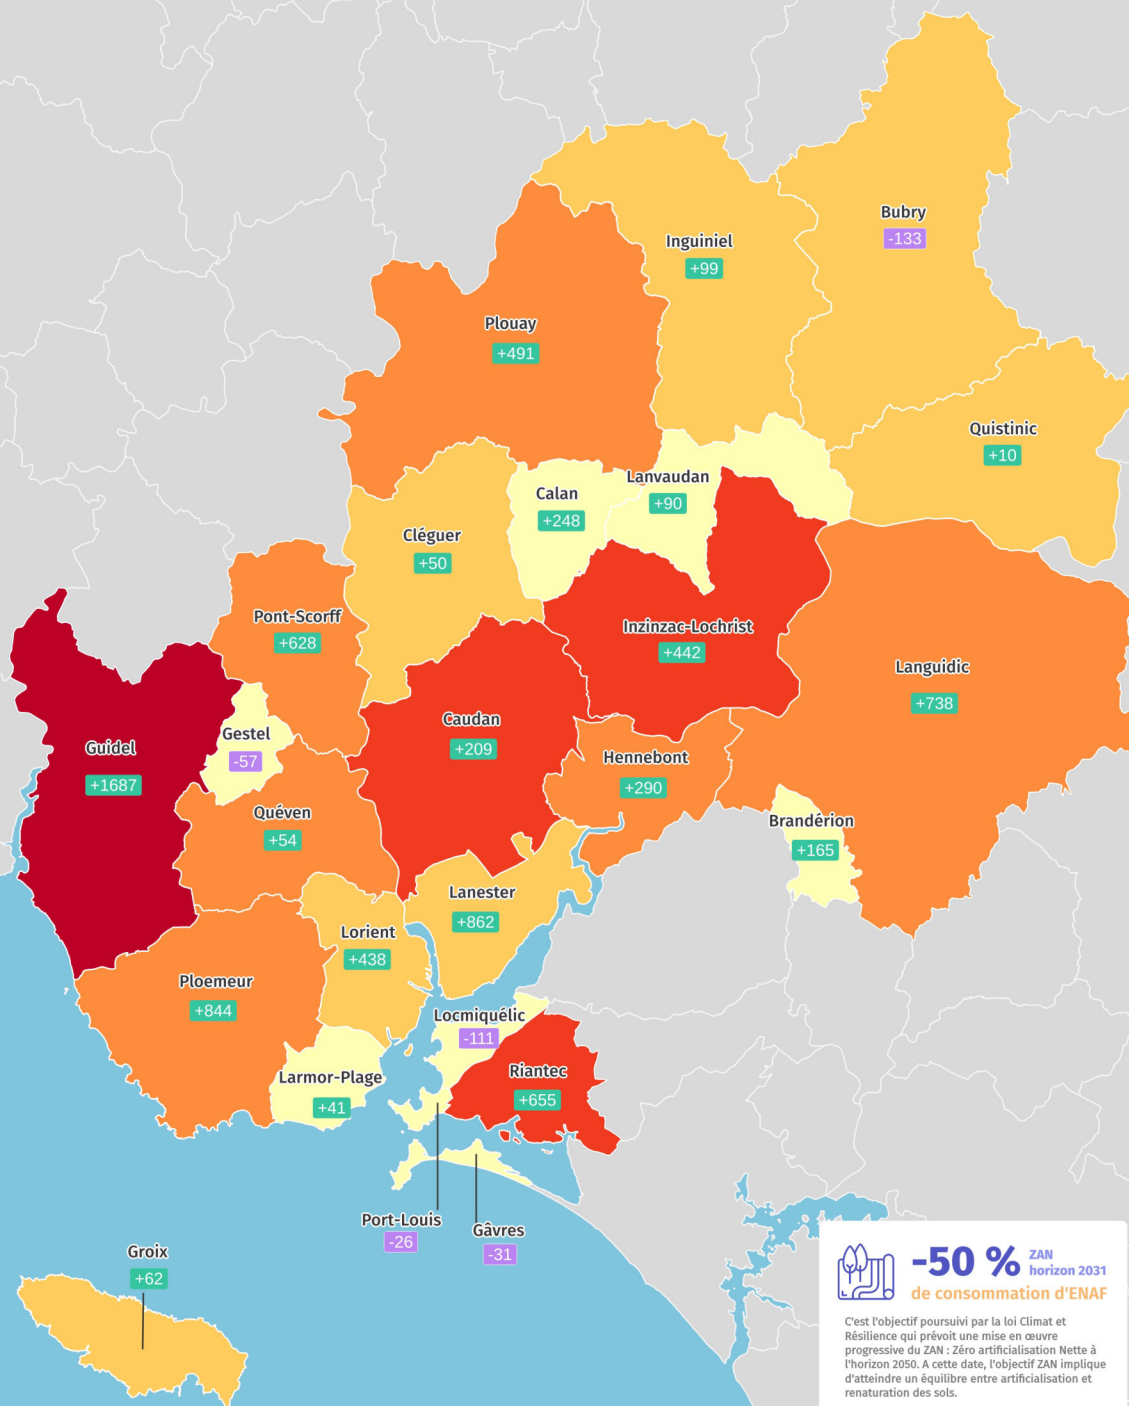 Bubry
-133
Inguiniel
+99
Plouay
+491
Quistinic
+10
Lanvaudan
+90
Calan
+248
Cléguer
+50
Pont-Scorff
+628
Inzinzac-Lochrist
+442
Languidic
+738
Caudan
+209
Gestel
-57
Guidel
+1687
Hennebont
+290
Quéven
+54
Brandérion
+165
Lanester
+862
Lorient
+438
Ploemeur
+844
Locmiquélic
-111
Riantec
+655
Larmor-Plage
+41
Port-Louis
-26
Gâvres
-31
Groix
+62
-50 % ZAN
horizon 2031
de consommation d'ENAF
C'est l'objectif poursuivi par la loi Climat et
Résilience qui prévoit une mise en œuvre
progressive du ZAN : Zéro artificialisation Nette à
l'horizon 2050. A cette date, l'objectif ZAN implique
d'atteindre un équilibre entre artificialisation et
renaturation des sols.